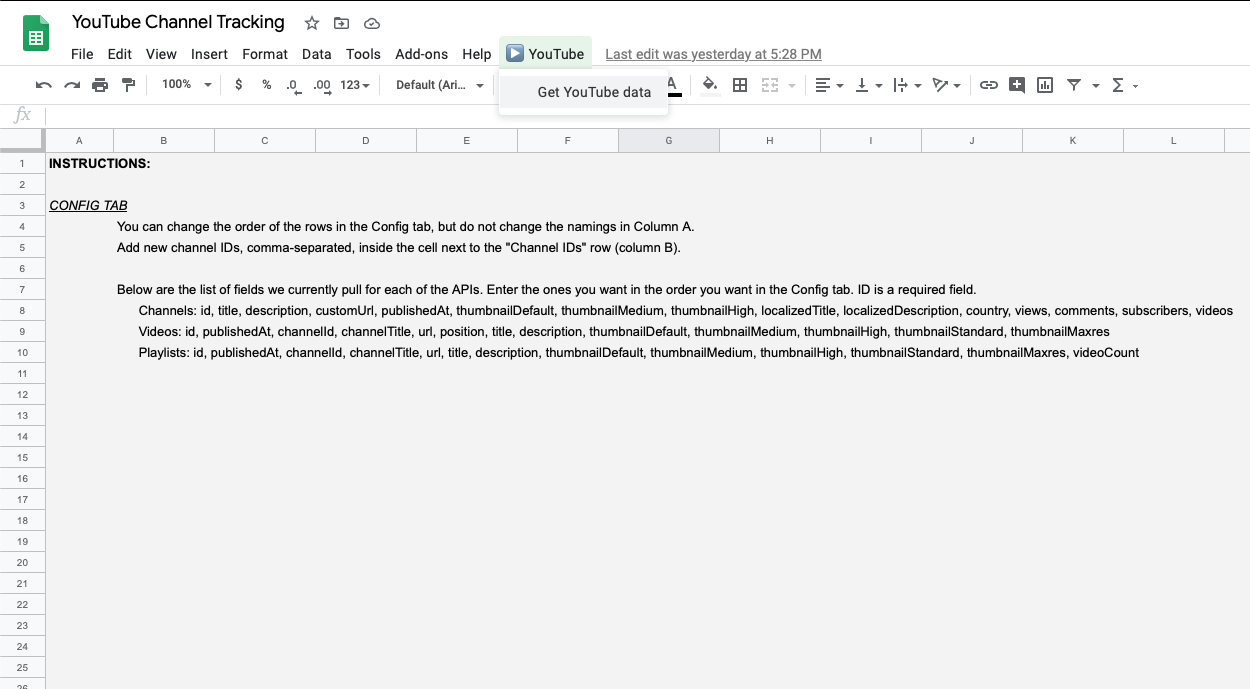 YouTube Channel Tracking
File Edit View Insert Format Data Tools Add-ons Help YouTube Last edit was yesterday at 5:28 PM
100% $ % .0 .00 123 Default (Ari... A
Get YouTube data
fx
A B C D E F G H I J K L
1 INSTRUCTIONS:
2
3 CONFIG TAB
4 You can change the order of the rows in the Config tab, but do not change the namings in Column A.
5 Add new channel IDs, comma-separated, inside the cell next to the "Channel IDs" row (column B).
6
7 Below are the list of fields we currently pull for each of the APIs. Enter the ones you want in the order you want in the Config tab. ID is a required field.
8 Channels: id, title, description, customUrl, publishedAt, thumbnailDefault, thumbnailMedium, thumbnailHigh, localizedTitle, localizedDescription, country, views, comments, subscribers, videos
9 Videos: id, publishedAt, channelId, channelTitle, url, position, title, description, thumbnailDefault, thumbnailMedium, thumbnailHigh, thumbnailStandard, thumbnailMaxres
10 Playlists: id, publishedAt, channelId, channelTitle, url, title, description, thumbnailDefault, thumbnailMedium, thumbnailHigh, thumbnailStandard, thumbnailMaxres, videoCount
11
12
13
14
15
16
17
18
19
20
21
22
23
24
25
26